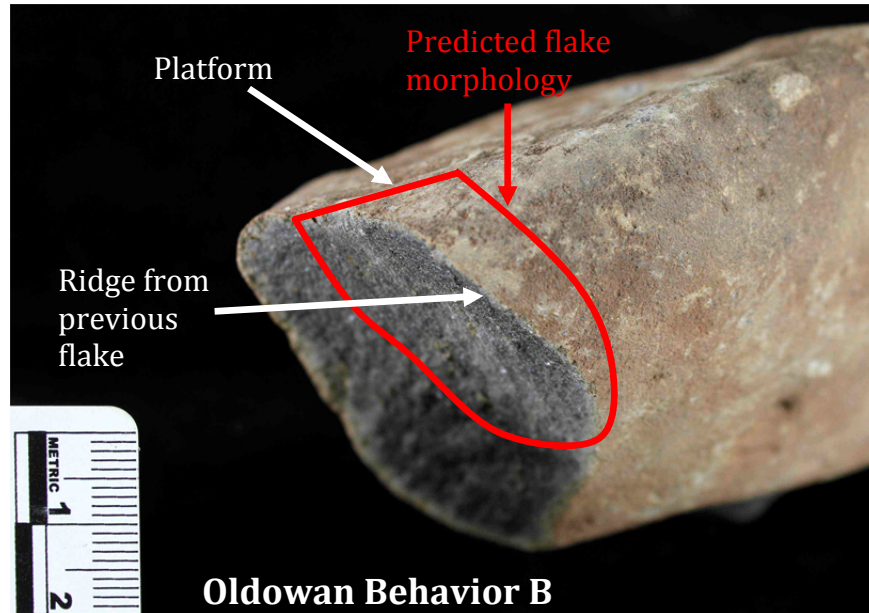 Predicted flake
morphology
Platform
Ridge from
previous
flake
METRIC
1
2
Oldowan Behavior B